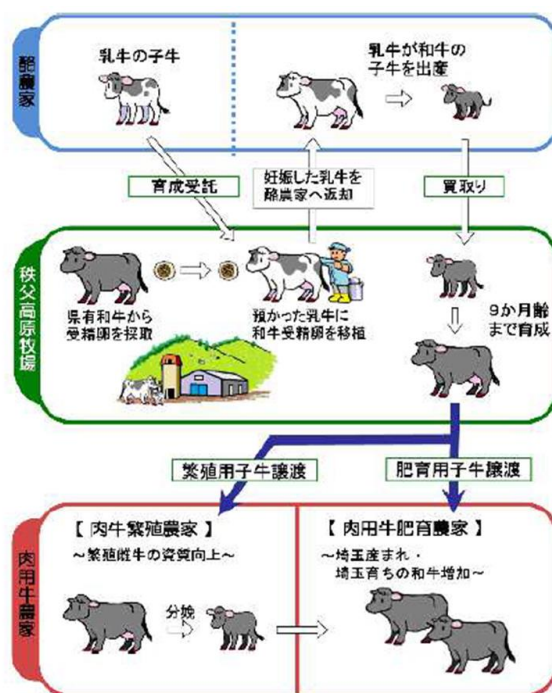 酪農家
乳牛の子牛
乳牛が和牛の
子牛を出産
育成受託
妊娠した乳牛を
酪農家へ返却
買取り
秩父高原牧場
県有和牛から
受精卵を採取
預かった乳牛に
和牛受精卵を移植
9か月齢
まで育成
繁殖用子牛譲渡
肥育用子牛譲渡
肉用牛農家
【 肉牛繁殖農家 】
～繁殖雌牛の資質向上～
分娩
【 肉用牛肥育農家 】
～埼玉産まれ・
埼玉育ちの和牛増加～